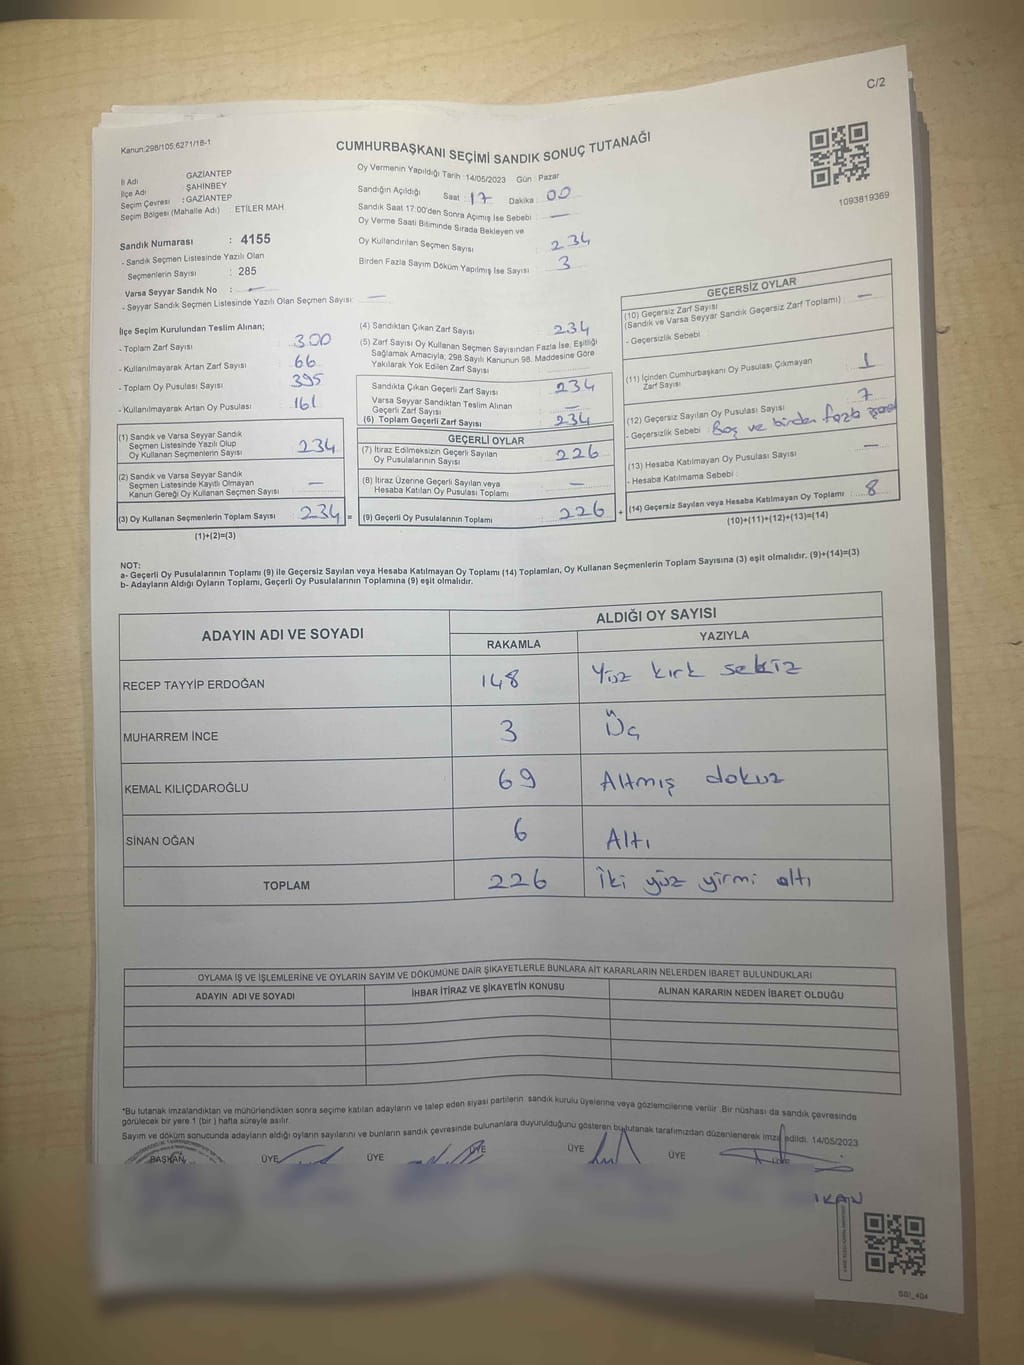 C/2
Kanun:298/105,6271/18-1
CUMHURBAŞKANI SEÇİMİ SANDIK SONUÇ TUTANAĞI
1093819369
İl Adı GAZİANTEP
İlçe Adı ŞAHİNBEY
Seçim Çevresi : GAZİANTEP
Seçim Bölgesi (Mahalle Adı) : ETİLER MAH
Sandık Numarası : 4155
- Sandık Seçmen Listesinde Yazılı Olan
Seçmenlerin Sayısı : 285
Varsa Seyyar Sandık No : —
- Seyyar Sandık Seçmen Listesinde Yazılı Olan Seçmen Sayısı: —
Oy Vermenin Yapıldığı Tarih :14/05/2023 Gün : Pazar
Sandığın Açıldığı Saat : 17 Dakika : 00
Sandık Saat 17:00'den Sonra Açımış İse Sebebi : —
Oy Verme Saati Bitiminde Sırada Bekleyen ve
Oy Kullandırılan Seçmen Sayısı : 234
Birden Fazla Sayım Döküm Yapılmış İse Sayısı : 3
İlçe Seçim Kurulundan Teslim Alınan;
- Toplam Zarf Sayısı : 300
- Kullanılmayarak Artan Zarf Sayısı : 66
- Toplam Oy Pusulası Sayısı : 395
- Kullanılmayarak Artan Oy Pusulası : 161
(1) Sandık ve Varsa Seyyar Sandık
Seçmen Listesinde Yazılı Olup
Oy Kullanan Seçmenlerin Sayısı : 234
(2) Sandık ve Varsa Seyyar Sandık
Seçmen Listesinde Kayıtlı Olmayan
Kanun Gereği Oy Kullanan Seçmen Sayısı : —
(3) Oy Kullanan Seçmenlerin Toplam Sayısı : 234 =
(1)+(2)=(3)
(4) Sandıktan Çıkan Zarf Sayısı : 234
(5) Zarf Sayısı Oy Kullanan Seçmen Sayısından Fazla İse, Eşitliği
Sağlamak Amacıyla, 298 Sayılı Kanunun 98. Maddesine Göre
Yakılarak Yok Edilen Zarf Sayısı :
Sandıkta Çıkan Geçerli Zarf Sayısı : 234
Varsa Seyyar Sandıktan Teslim Alınan
Geçerli Zarf Sayısı : —
(6) Toplam Geçerli Zarf Sayısı : 234
GEÇERLİ OYLAR
(7) İtiraz Edilmeksizin Geçerli Sayılan
Oy Pusulalarının Sayısı : 226
(8) İtiraz Üzerine Geçerli Sayılan veya
Hesaba Katılan Oy Pusulası Toplamı : —
(9) Geçerli Oy Pusulalarının Toplamı : 226 +
GEÇERSİZ OYLAR
(10) Geçersiz Zarf Sayısı
(Sandık ve Varsa Seyyar Sandık Geçersiz Zarf Toplamı) : —
- Geçersizlik Sebebi :
(11) İçinden Cumhurbaşkanı Oy Pusulası Çıkmayan
Zarf Sayısı : 1
(12) Geçersiz Sayılan Oy Pusulası Sayısı : 7
- Geçersizlik Sebebi : Boş ve birden fazla
(13) Hesaba Katılmayan Oy Pusulası Sayısı : —
- Hesaba Katılmama Sebebi :
(14) Geçersiz Sayılan veya Hesaba Katılmayan Oy Toplamı : 8
(10)+(11)+(12)+(13)=(14)
NOT:
a- Geçerli Oy Pusulalarının Toplamı (9) ile Geçersiz Sayılan veya Hesaba Katılmayan Oy Toplamı (14) Toplamları, Oy Kullanan Seçmenlerin Toplam Sayısına (3) eşit olmalıdır. (9)+(14)=(3)
b- Adayların Aldığı Oyların Toplamı, Geçerli Oy Pusulalarının Toplamına (9) eşit olmalıdır.
ADAYIN ADI VE SOYADI ALDIĞI OY SAYISI
RAKAMLA YAZIYLA
RECEP TAYYİP ERDOĞAN 148 Yüz kırk sekiz
MUHARREM İNCE 3 Üç
KEMAL KILIÇDAROĞLU 69 Altmış dokuz
SİNAN OĞAN 6 Altı
TOPLAM 226 İki yüz yirmi altı
OYLAMA İŞ VE İŞLEMLERİNE VE OYLARIN SAYIM VE DÖKÜMÜNE DAİR ŞİKAYETLERLE BUNLARA AİT KARARLARIN NELERDEN İBARET BULUNDUKLARI
ADAYIN ADI VE SOYADI İHBAR İTİRAZ VE ŞİKAYETİN KONUSU ALINAN KARARIN NEDEN İBARET OLDUĞU
*Bu tutanak imzalandıktan ve mühürlendikten sonra seçime katılan adayların ve talep eden siyasi partilerin sandık kurulu üyelerine veya gözlemcilerine verilir .Bir nüshası da sandık çevresinde
görülecek bir yere 1 (bir ) hafta süreyle asılır.
Sayım ve döküm sonucunda adayların aldığı oyların sayılarını ve bunların sandık çevresinde bulunanlara duyurulduğunu gösteren bu tutanak tarafımızdan düzenlenerek imza edildi. 14/05/2023
BAŞKAN ÜYE ÜYE ÜYE ÜYE ÜYE
IKAN
SSI_404